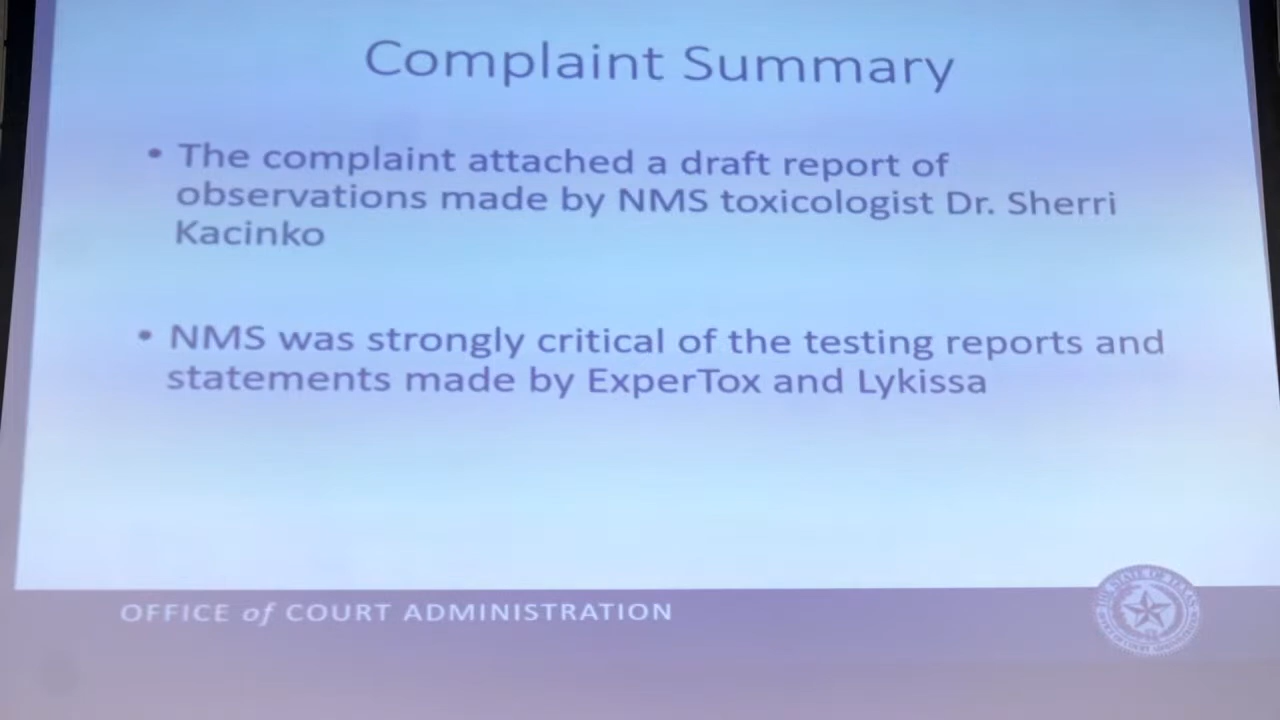 Complaint Summary
• The complaint attached a draft report of
observations made by NMS toxicologist Dr. Sherri
Kacinko
• NMS was strongly critical of the testing reports and
statements made by ExperTox and Lykissa
OFFICE of COURT ADMINISTRATION